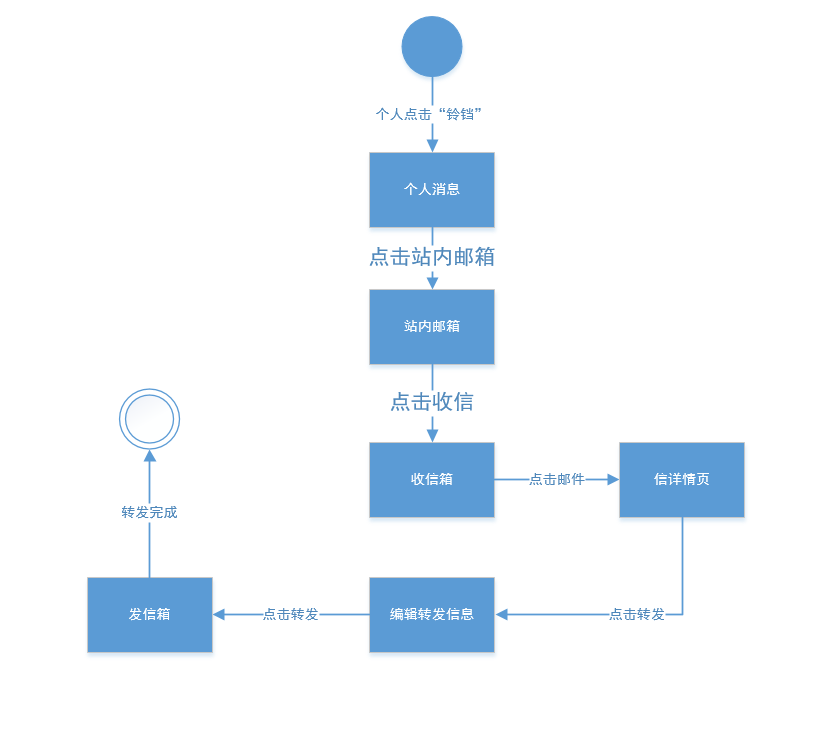 个人点击“铃铛”
个人消息
点击站内邮箱
站内邮箱
点击收信
收信箱
点击邮件
信详情页
转发完成
发信箱
点击转发
编辑转发信息
点击转发